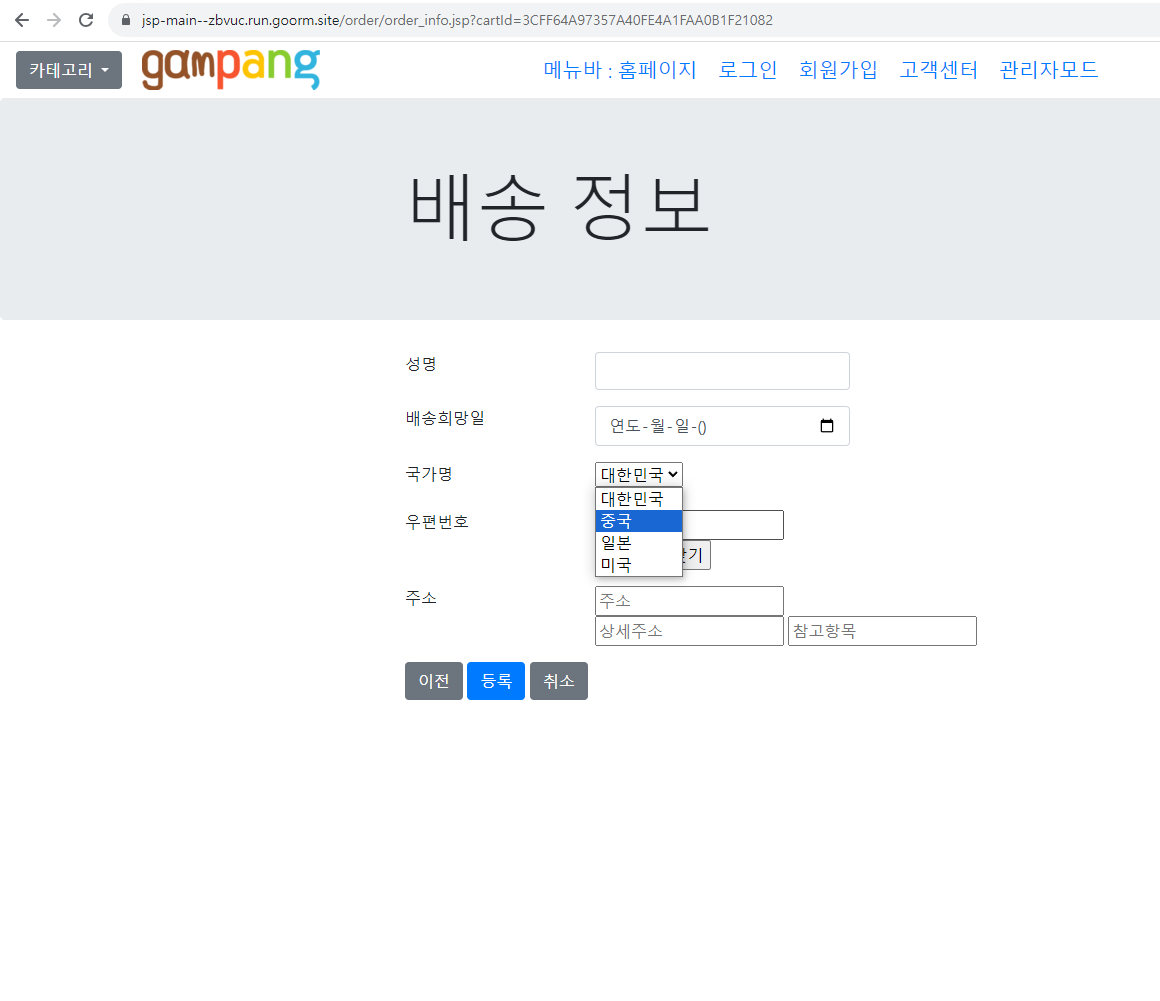 jsp-main--zbvuc.run.goorm.site/order/order_info.jsp?cartId=3CFF64A97357A40FE4A1FAA0B1F21082
카테고리 gampang 메뉴바 : 홈페이지 로그인 회원가입 고객센터 관리자모드
배송 정보
성명
배송희망일 연도-월-일-()
국가명 대한민국
대한민국
중국
일본
미국
우편번호
주소 주소
상세주소 참고항목
이전 등록 취소